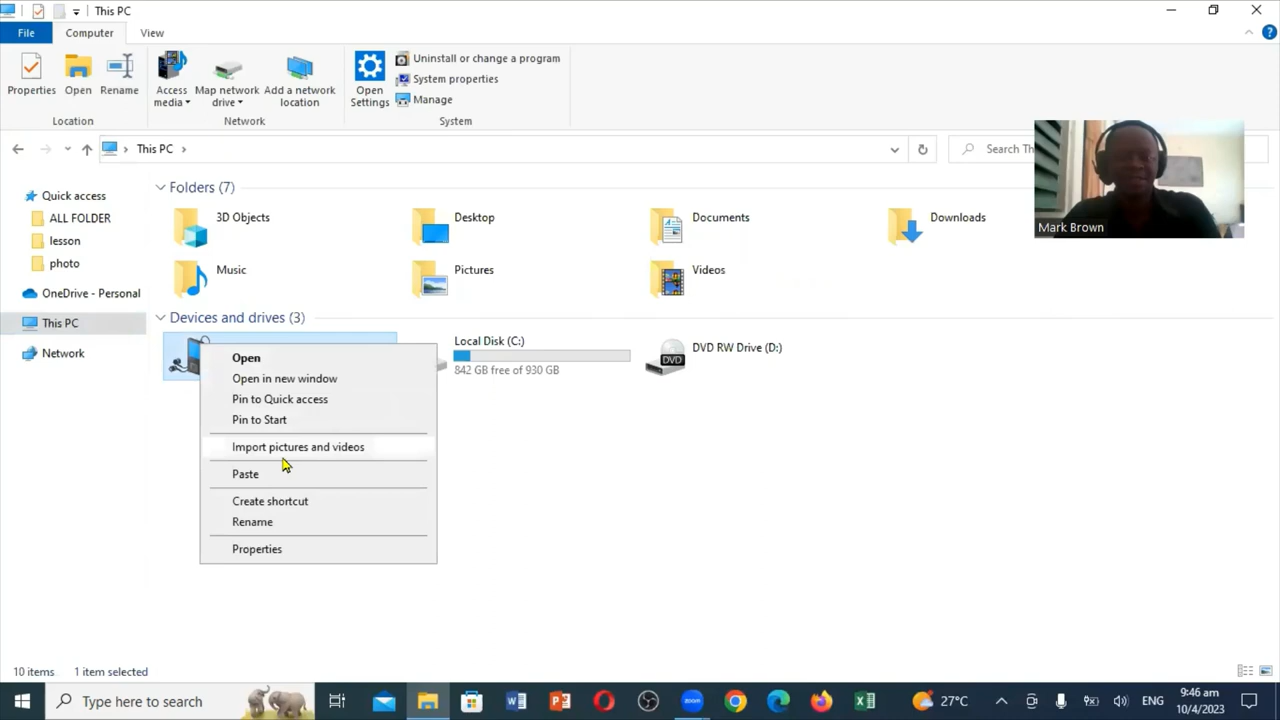 This PC
File
Computer
View
Properties
Open
Rename
Access media
Map network drive
Add a network location
Open Settings
Uninstall or change a program
System properties
Manage
Location
Network
System
This PC
Search Th
Mark Brown
Quick access
ALL FOLDER
lesson
photo
OneDrive - Personal
This PC
Network
Folders (7)
3D Objects
Desktop
Documents
Downloads
Music
Pictures
Videos
Devices and drives (3)
Local Disk (C:)
842 GB free of 930 GB
DVD
DVD RW Drive (D:)
Open
Open in new window
Pin to Quick access
Pin to Start
Import pictures and videos
Paste
Create shortcut
Rename
Properties
10 items
1 item selected
Type here to search
zoom
27°C
ENG
9:46 am
10/4/2023